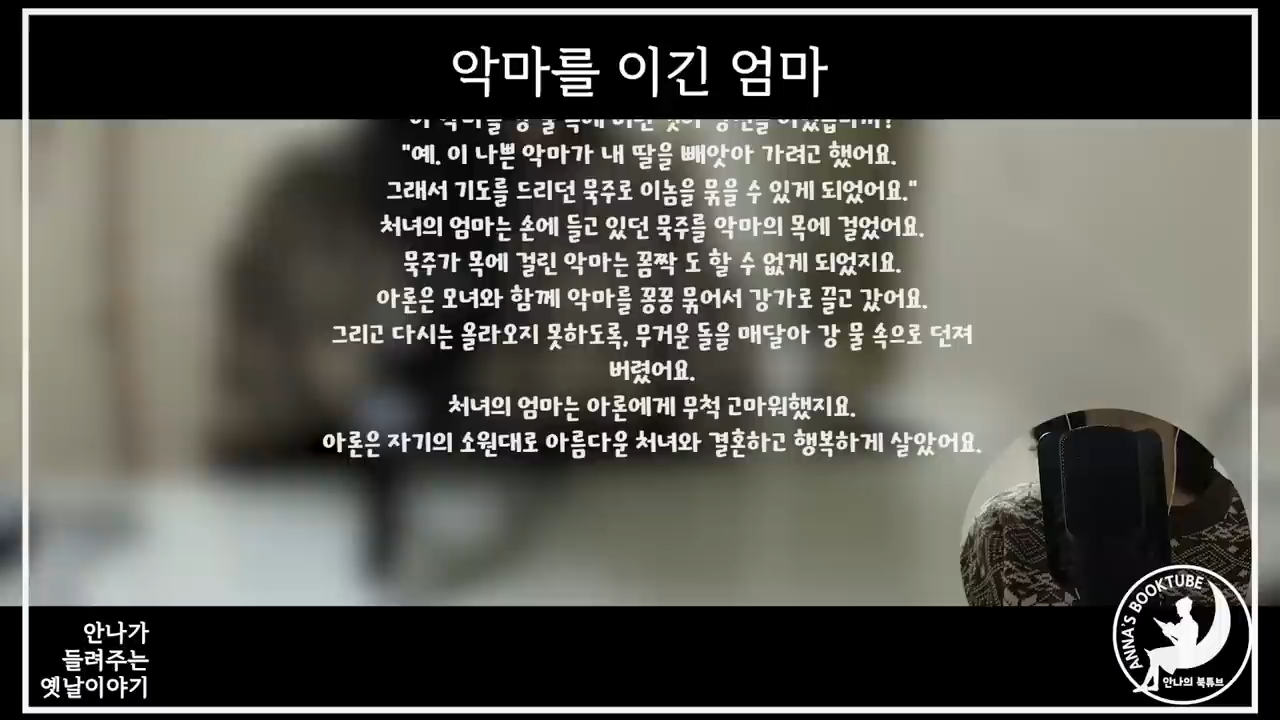 악마를 이긴 엄마
"예. 이 나쁜 악마가 내 딸을 빼앗아 가려고 했어요.
그래서 기도를 드리던 묵주로 이놈을 묶을 수 있게 되었어요."
처녀의 엄마는 손에 들고 있던 묵주를 악마의 목에 걸었어요.
묵주가 목에 걸린 악마는 꼼짝 도 할 수 없게 되었지요.
아론은 모녀와 함께 악마를 꽁꽁 묶어서 강가로 끌고 갔어요.
그리고 다시는 올라오지 못하도록, 무거운 돌을 매달아 강 물 속으로 던져
버렸어요.
처녀의 엄마는 아론에게 무척 고마워했지요.
아론은 자기의 소원대로 아름다운 처녀와 결혼하고 행복하게 살았어요.
안나가
들려주는
옛날이야기
ANNA'S BOOKTUBE
안나의 북튜브